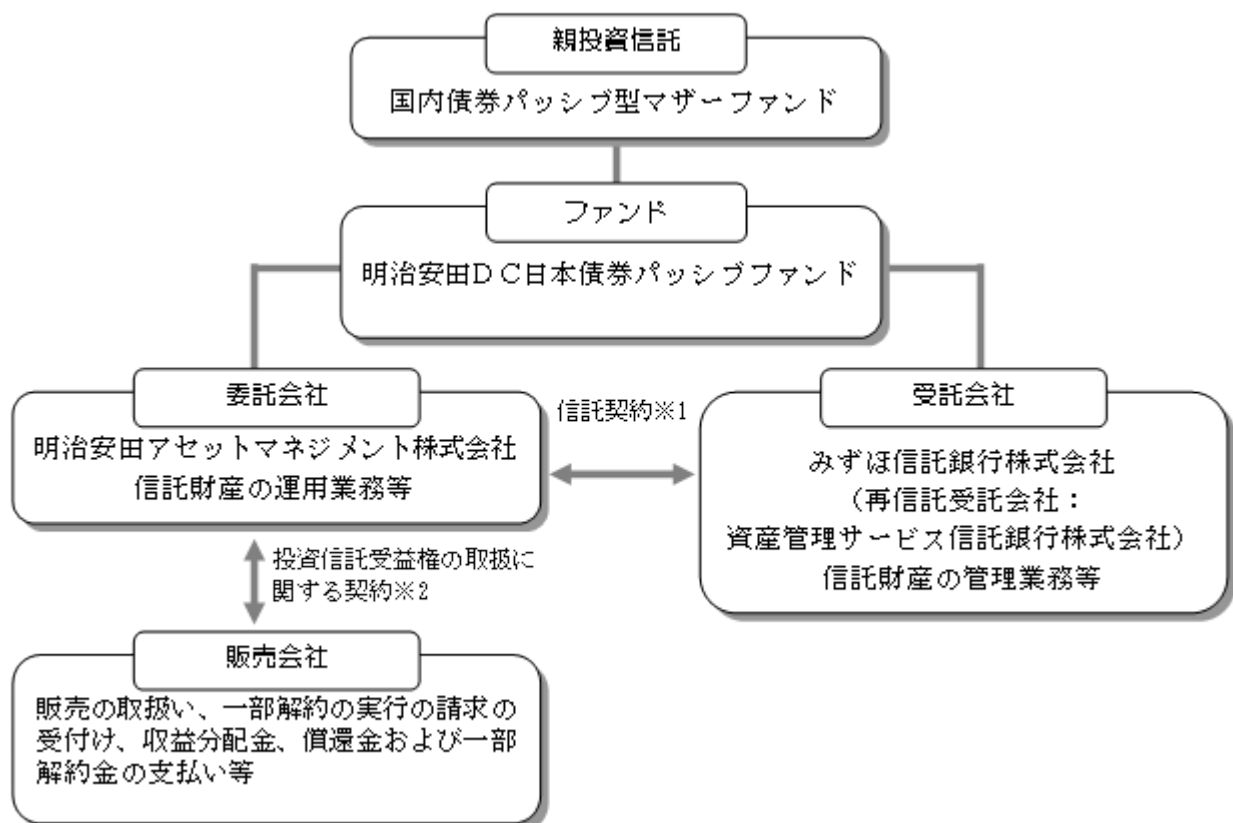 親投資信託
国内債券パッシブ型マザーファンド
ファンド
明治安田DC日本債券パッシブファンド
委託会社
明治安田アセットマネジメント株式会社
信託財産の運用業務等
信託契約※1
受託会社
みずほ信託銀行株式会社
（再信託受託会社：
資産管理サービス信託銀行株式会社）
信託財産の管理業務等
投資信託受益権の取扱に
関する契約※2
販売会社
販売の取扱い、一部解約の実行の請求の
受付け、収益分配金、償還金および一部
解約金の支払い等